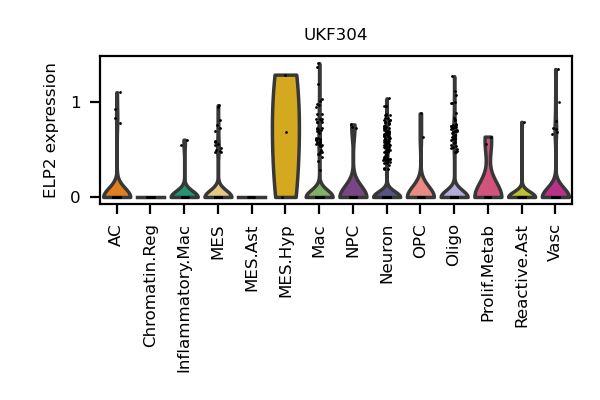 UKF304
ELP2 expression
1
0
AC
Chromatin.Reg
Inflammatory.Mac
MES
MES.Ast
MES.Hyp
Mac
NPC
Neuron
OPC
Oligo
Prolif.Metab
Reactive.Ast
Vasc